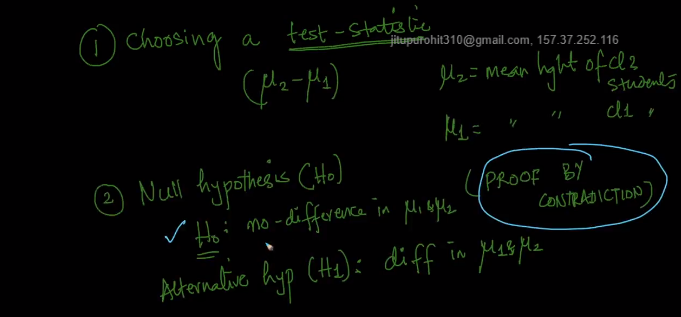 ① Choosing a test-statistic
jitupurohit310@gmail.com, 157.37.252.116
(μ2-μ1)
μ2 = mean hght of cl2 students
μ1 = " " cl1 "
② Null hypothesis (H0)
(PROOF BY CONTRADICTION)
H0: no-difference in μ1 & μ2
Alternative hyp (H1): diff in μ1 & μ2